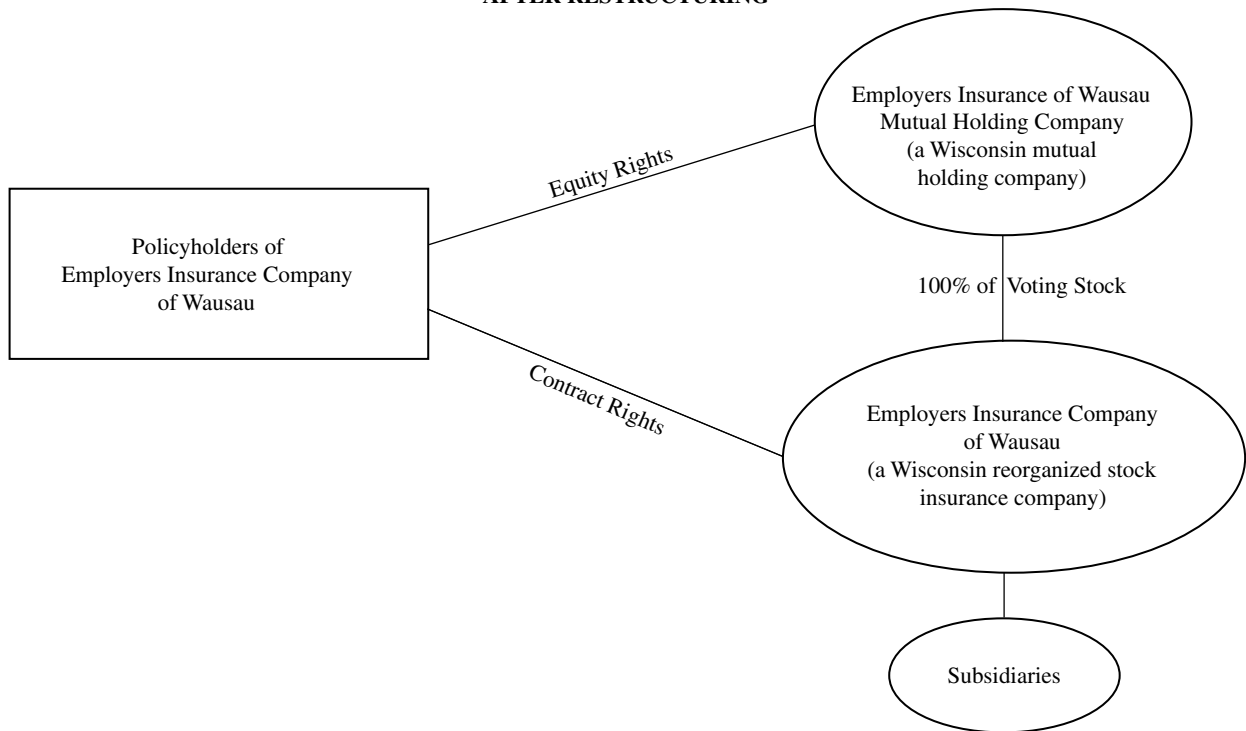 AFTER RESTRUCTURING
Employers Insurance of Wausau
Mutual Holding Company
(a Wisconsin mutual
holding company)
Equity Rights
Policyholders of
Employers Insurance Company
of Wausau
100% of Voting Stock
Contract Rights
Employers Insurance Company
of Wausau
(a Wisconsin reorganized stock
insurance company)
Subsidiaries